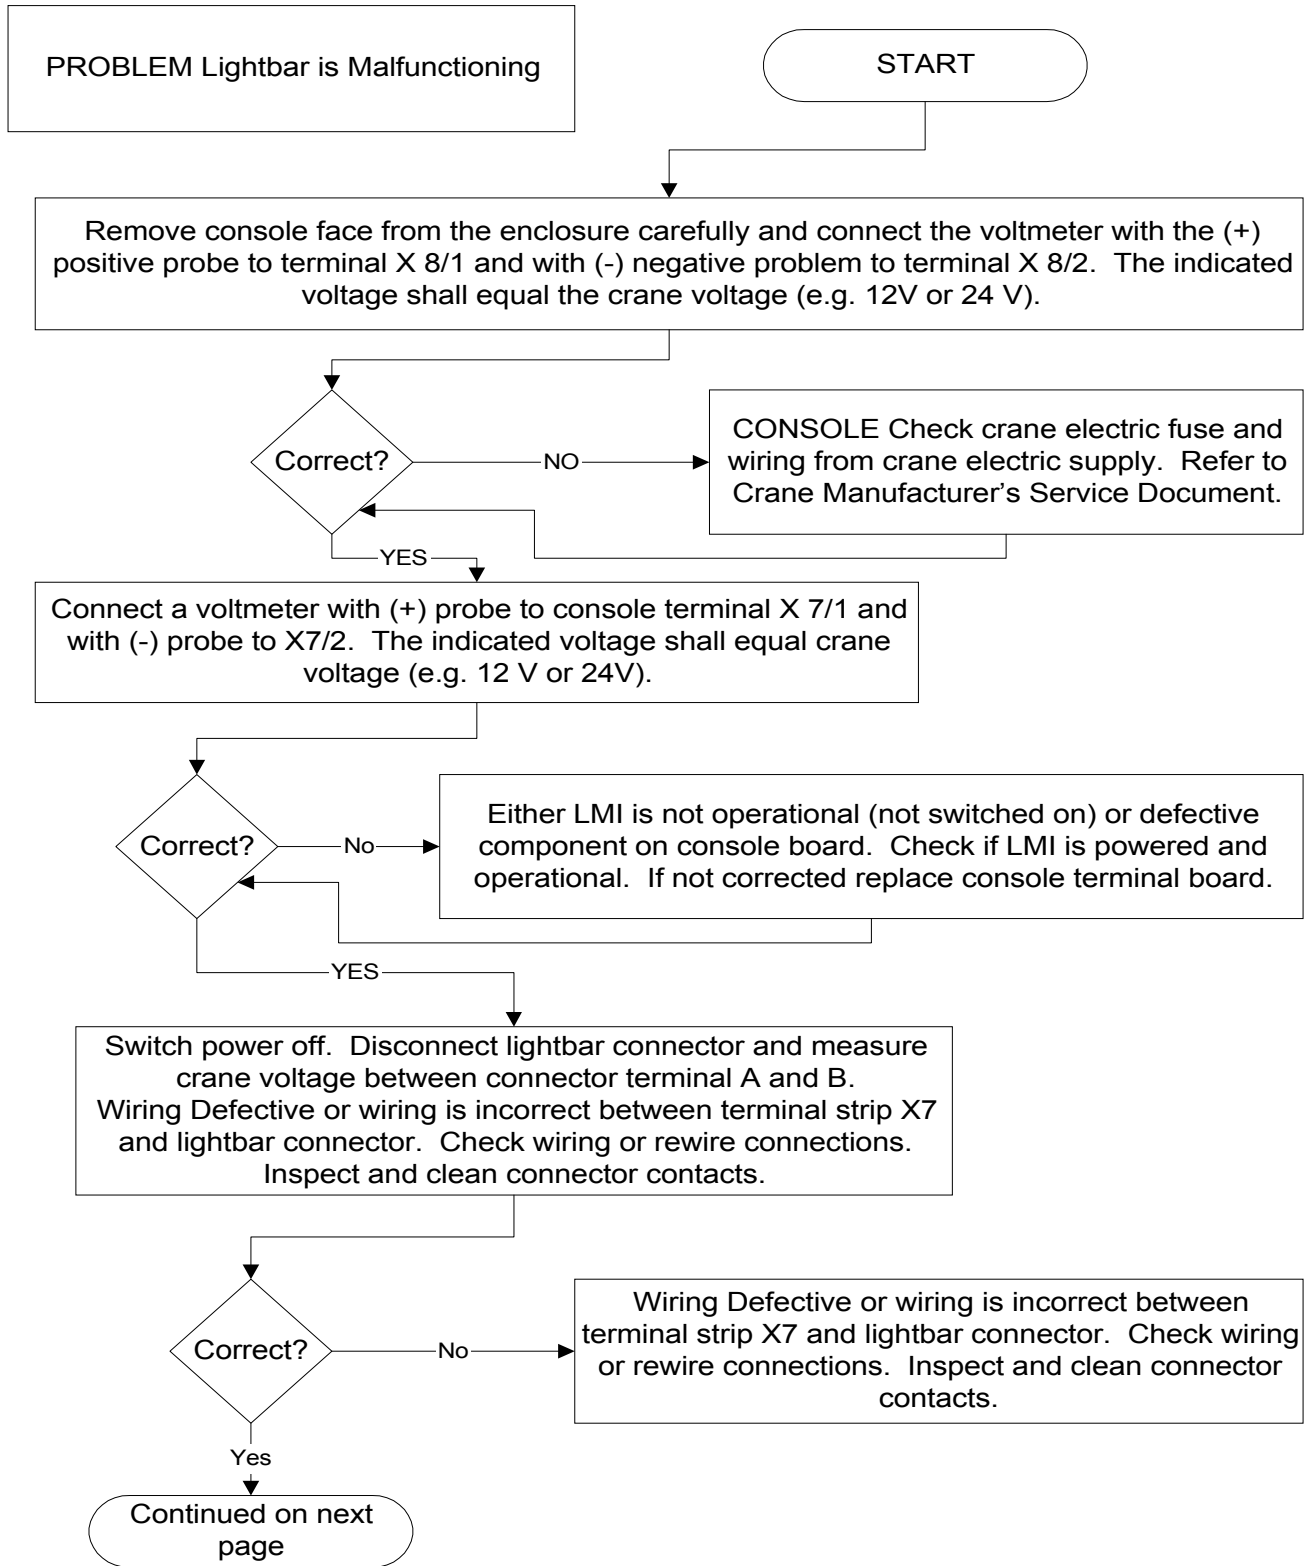 PROBLEM Lightbar is Malfunctioning
START
Remove console face from the enclosure carefully and connect the voltmeter with the (+)
positive probe to terminal X 8/1 and with (-) negative problem to terminal X 8/2.  The indicated
voltage shall equal the crane voltage (e.g. 12V or 24 V).
Correct?
NO
CONSOLE Check crane electric fuse and
wiring from crane electric supply.  Refer to
Crane Manufacturer’s Service Document.
YES
Connect a voltmeter with (+) probe to console terminal X 7/1 and
with (-) probe to X7/2.  The indicated voltage shall equal crane
voltage (e.g. 12 V or 24V).
Correct?
No
Either LMI is not operational (not switched on) or defective
component on console board.  Check if LMI is powered and
operational.  If not corrected replace console terminal board.
YES
Switch power off.  Disconnect lightbar connector and measure
crane voltage between connector terminal A and B.
Wiring Defective or wiring is incorrect between terminal strip X7
and lightbar connector.  Check wiring or rewire connections.
Inspect and clean connector contacts.
Correct?
No
Wiring Defective or wiring is incorrect between
terminal strip X7 and lightbar connector.  Check wiring
or rewire connections.  Inspect and clean connector
contacts.
Yes
Continued on next
page